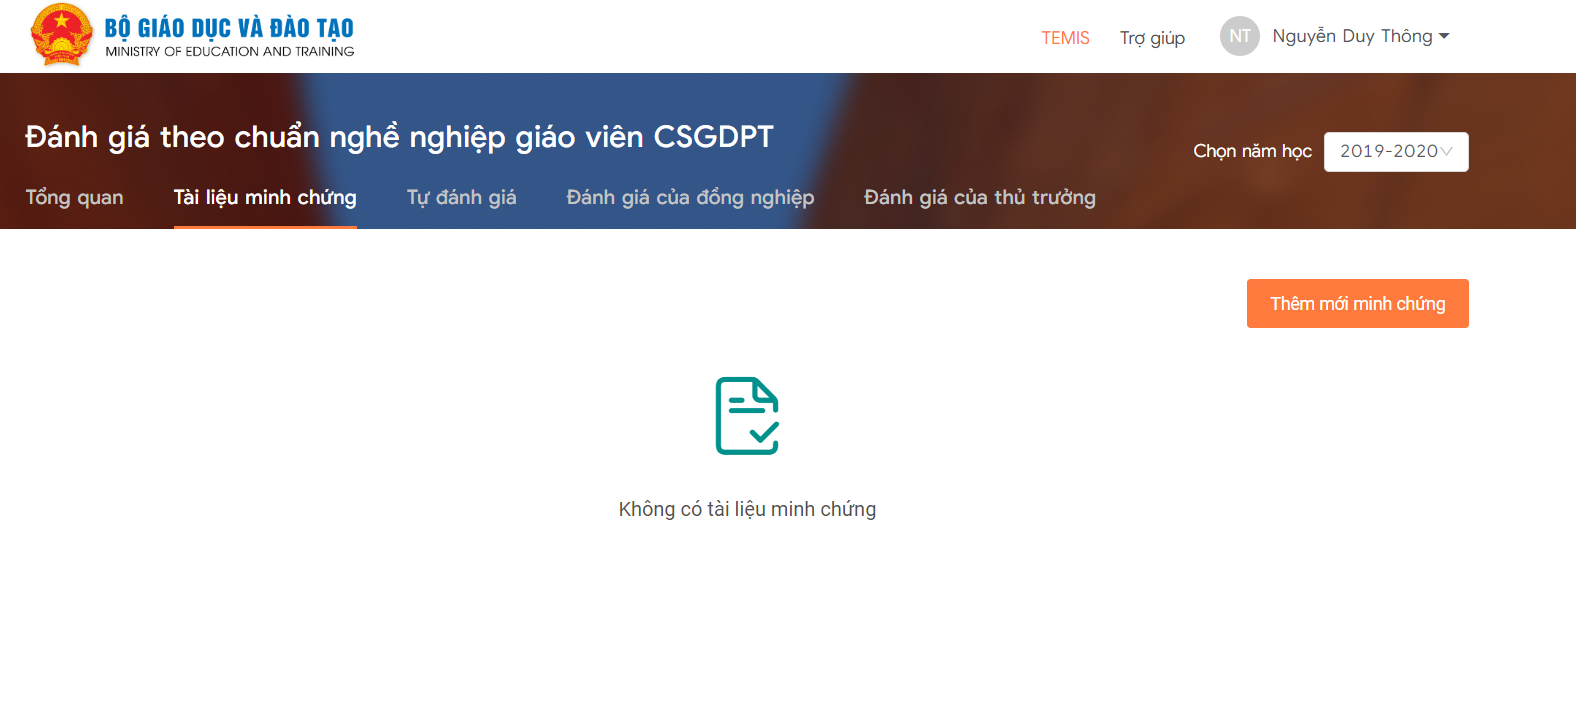 BỘ GIÁO DỤC VÀ ĐÀO TẠO
MINISTRY OF EDUCATION AND TRAINING
TEMIS Trợ giúp NT Nguyễn Duy Thông
Đánh giá theo chuẩn nghề nghiệp giáo viên CSGDPT
Chọn năm học 2019-2020
Tổng quan Tài liệu minh chứng Tự đánh giá Đánh giá của đồng nghiệp Đánh giá của thủ trưởng
Thêm mới minh chứng
Không có tài liệu minh chứng